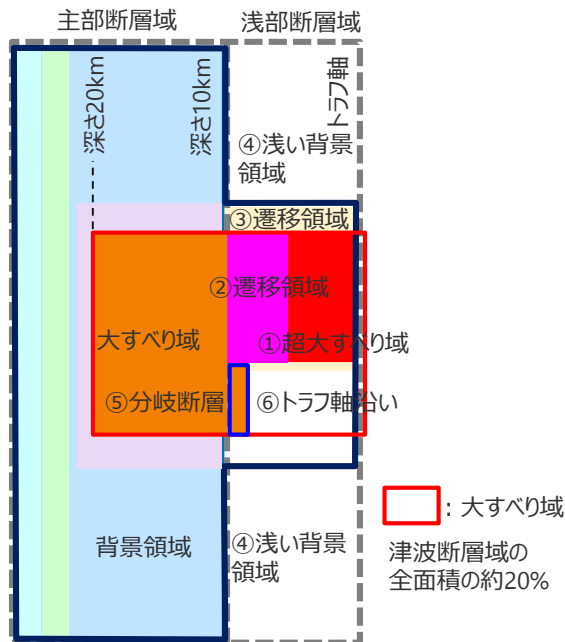 主部断層域
浅部断層域
深さ20km
深さ10km
トラフ軸
④浅い背景
領域
③遷移領域
②遷移領域
大すべり域
①超大すべり域
⑤分岐断層
⑥トラフ軸沿い
背景領域
④浅い背景
領域
：大すべり域
津波断層域の
全面積の約20%